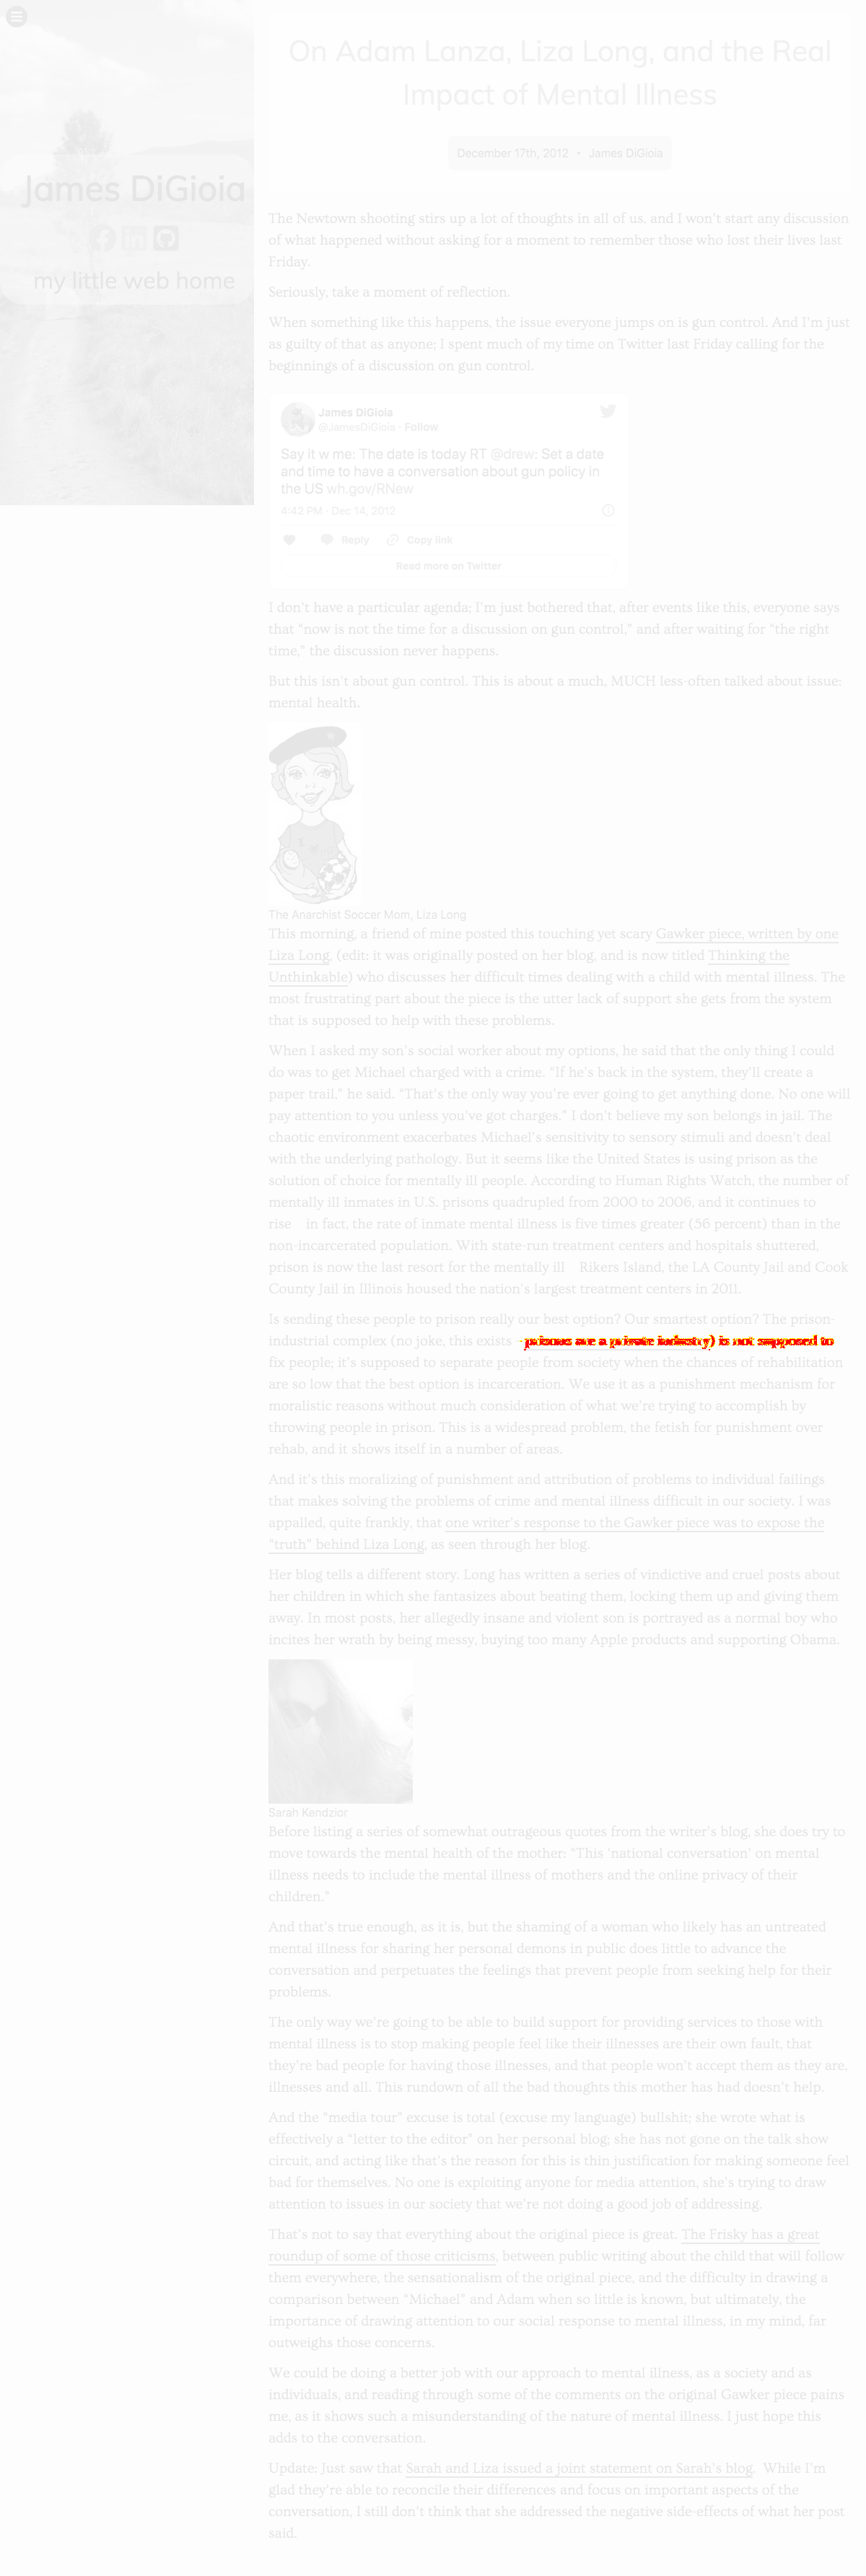 On Adam Lanza, Liza Long, and the Real
Impact of Mental Illness
December 17th, 2012 • James DiGioia
James DiGioia
my little web home
The Newtown shooting stirs up a lot of thoughts in all of us, and I won't start any discussion
of what happened without asking for a moment to remember those who lost their lives last
Friday.
Seriously, take a moment of reflection.
When something like this happens, the issue everyone jumps on is gun control. And I'm just
as guilty of that as anyone; I spent much of my time on Twitter last Friday calling for the
beginnings of a discussion on gun control.
James DiGioia
@JamesDiGioia · Follow
Say it w me: The date is today RT @drew: Set a date
and time to have a conversation about gun policy in
the US wh.gov/RNew
4:42 PM · Dec 14, 2012
Reply Copy link
Read more on Twitter
I don't have a particular agenda; I'm just bothered that, after events like this, everyone says
that "now is not the time for a discussion on gun control," and after waiting for "the right
time," the discussion never happens.
But this isn't about gun control. This is about a much, MUCH less-often talked about issue:
mental health.
The Anarchist Soccer Mom, Liza Long
This morning, a friend of mine posted this touching yet scary Gawker piece, written by one
Liza Long, (edit: it was originally posted on her blog, and is now titled Thinking the
Unthinkable) who discusses her difficult times dealing with a child with mental illness. The
most frustrating part about the piece is the utter lack of support she gets from the system
that is supposed to help with these problems.
When I asked my son's social worker about my options, he said that the only thing I could
do was to get Michael charged with a crime. "If he's back in the system, they'll create a
paper trail," he said. "That's the only way you're ever going to get anything done. No one will
pay attention to you unless you've got charges." I don't believe my son belongs in jail. The
chaotic environment exacerbates Michael's sensitivity to sensory stimuli and doesn't deal
with the underlying pathology. But it seems like the United States is using prison as the
solution of choice for mentally ill people. According to Human Rights Watch, the number of
mentally ill inmates in U.S. prisons quadrupled from 2000 to 2006, and it continues to
rise in fact, the rate of inmate mental illness is five times greater (56 percent) than in the
non-incarcerated population. With state-run treatment centers and hospitals shuttered,
prison is now the last resort for the mentally ill Rikers Island, the LA County Jail and Cook
County Jail in Illinois housed the nation's largest treatment centers in 2011.
Is sending these people to prison really our best option? Our smartest option? The prison-
industrial complex (no joke, this exists - prisons are a private industry) is not supposed to
fix people; it's supposed to separate people from society when the chances of rehabilitation
are so low that the best option is incarceration. We use it as a punishment mechanism for
moralistic reasons without much consideration of what we're trying to accomplish by
throwing people in prison. This is a widespread problem, the fetish for punishment over
rehab, and it shows itself in a number of areas.
And it's this moralizing of punishment and attribution of problems to individual failings
that makes solving the problems of crime and mental illness difficult in our society. I was
appalled, quite frankly, that one writer's response to the Gawker piece was to expose the
"truth" behind Liza Long, as seen through her blog.
Her blog tells a different story. Long has written a series of vindictive and cruel posts about
her children in which she fantasizes about beating them, locking them up and giving them
away. In most posts, her allegedly insane and violent son is portrayed as a normal boy who
incites her wrath by being messy, buying too many Apple products and supporting Obama.
Sarah Kendzior
Before listing a series of somewhat outrageous quotes from the writer's blog, she does try to
move towards the mental health of the mother: "This 'national conversation' on mental
illness needs to include the mental illness of mothers and the online privacy of their
children."
And that's true enough, as it is, but the shaming of a woman who likely has an untreated
mental illness for sharing her personal demons in public does little to advance the
conversation and perpetuates the feelings that prevent people from seeking help for their
problems.
The only way we're going to be able to build support for providing services to those with
mental illness is to stop making people feel like their illnesses are their own fault, that
they're bad people for having those illnesses, and that people won't accept them as they are,
illnesses and all. This rundown of all the bad thoughts this mother has had doesn't help.
And the "media tour" excuse is total (excuse my language) bullshit; she wrote what is
effectively a "letter to the editor" on her personal blog; she has not gone on the talk show
circuit, and acting like that's the reason for this is thin justification for making someone feel
bad for themselves. No one is exploiting anyone for media attention, she's trying to draw
attention to issues in our society that we're not doing a good job of addressing.
That's not to say that everything about the original piece is great. The Frisky has a great
roundup of some of those criticisms, between public writing about the child that will follow
them everywhere, the sensationalism of the original piece, and the difficulty in drawing a
comparison between "Michael" and Adam when so little is known, but ultimately, the
importance of drawing attention to our social response to mental illness, in my mind, far
outweighs those concerns.
We could be doing a better job with our approach to mental illness, as a society and as
individuals, and reading through some of the comments on the original Gawker piece pains
me, as it shows such a misunderstanding of the nature of mental illness. I just hope this
adds to the conversation.
Update: Just saw that Sarah and Liza issued a joint statement on Sarah's blog. While I'm
glad they're able to reconcile their differences and focus on important aspects of the
conversation, I still don't think that she addressed the negative side-effects of what her post
said.